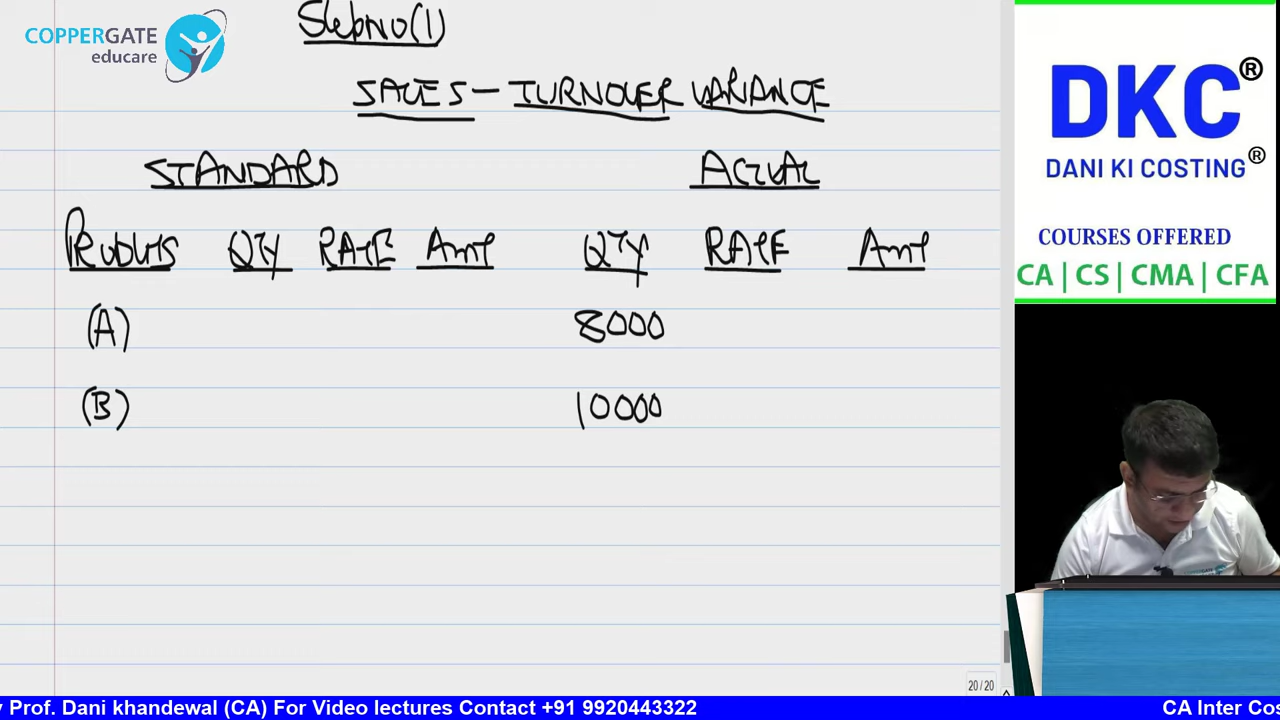 COPPERGATE
educare
Step No (1)
SALES - TURNOVER VARIANCE
STANDARD ACTUAL
PRODUCTS QTY RATE Amt QTY RATE Amt
(A) 8000
(B) 10000
20 / 20
DKC®
DANI KI COSTING®
COURSES OFFERED
CA | CS | CMA | CFA
y Prof. Dani khandewal (CA) For Video lectures Contact +91 9920443322 CA Inter Cos